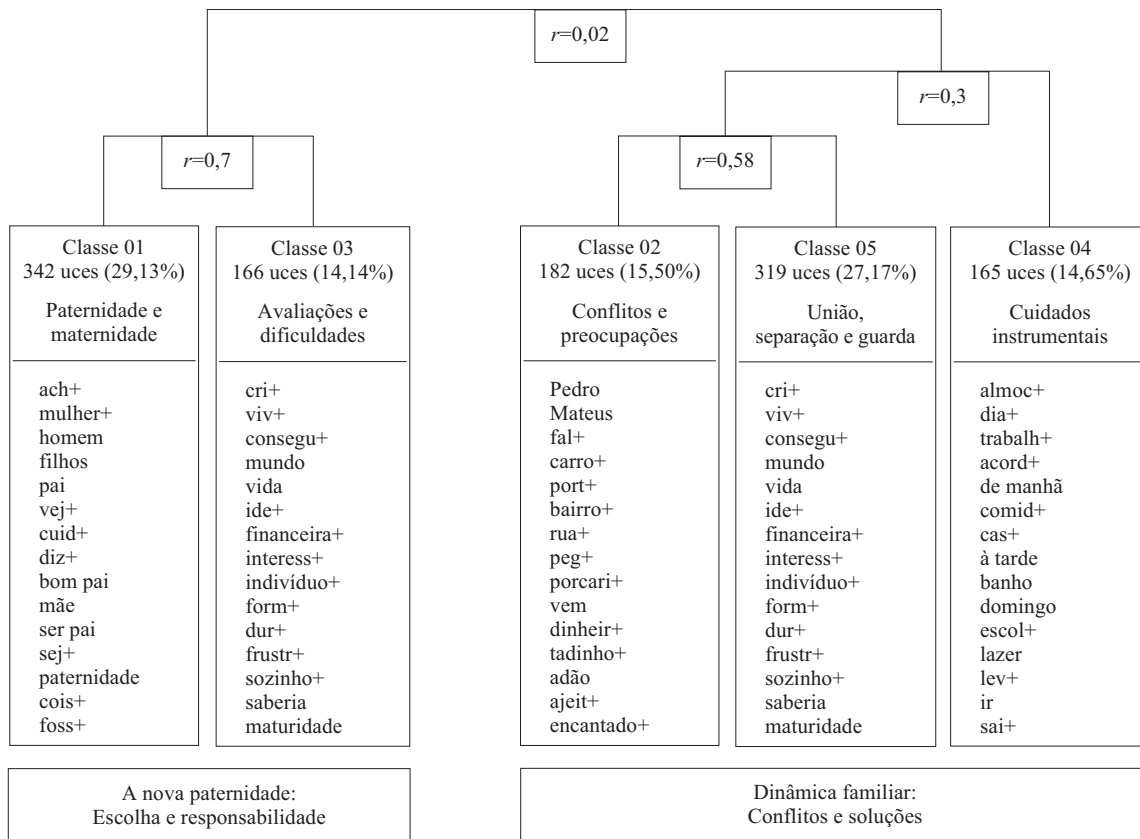 r=0,02
r=0,3
r=0,7
r=0,58
Classe 01
342 uces (29,13%)
Paternidade e
maternidade
ach+
mulher+
homem
filhos
pai
vej+
cuid+
diz+
bom pai
mãe
ser pai
sej+
paternidade
cois+
foss+
Classe 03
166 uces (14,14%)
Avaliações e
dificuldades
cri+
viv+
consegu+
mundo
vida
ide+
financeira+
interess+
indivíduo+
form+
dur+
frustr+
sozinho+
saberia
maturidade
Classe 02
182 uces (15,50%)
Conflitos e
preocupações
Pedro
Mateus
fal+
carro+
port+
bairro+
rua+
peg+
porcari+
vem
dinheir+
tadinho+
adão
ajeit+
encantado+
Classe 05
319 uces (27,17%)
União,
separação e guarda
cri+
viv+
consegu+
mundo
vida
ide+
financeira+
interess+
indivíduo+
form+
dur+
frustr+
sozinho+
saberia
maturidade
Classe 04
165 uces (14,65%)
Cuidados
instrumentais
almoc+
dia+
trabalh+
acord+
de manhã
comid+
cas+
à tarde
banho
domingo
escol+
lazer
lev+
ir
sai+
A nova paternidade:
Escolha e responsabilidade
Dinâmica familiar:
Conflitos e soluções